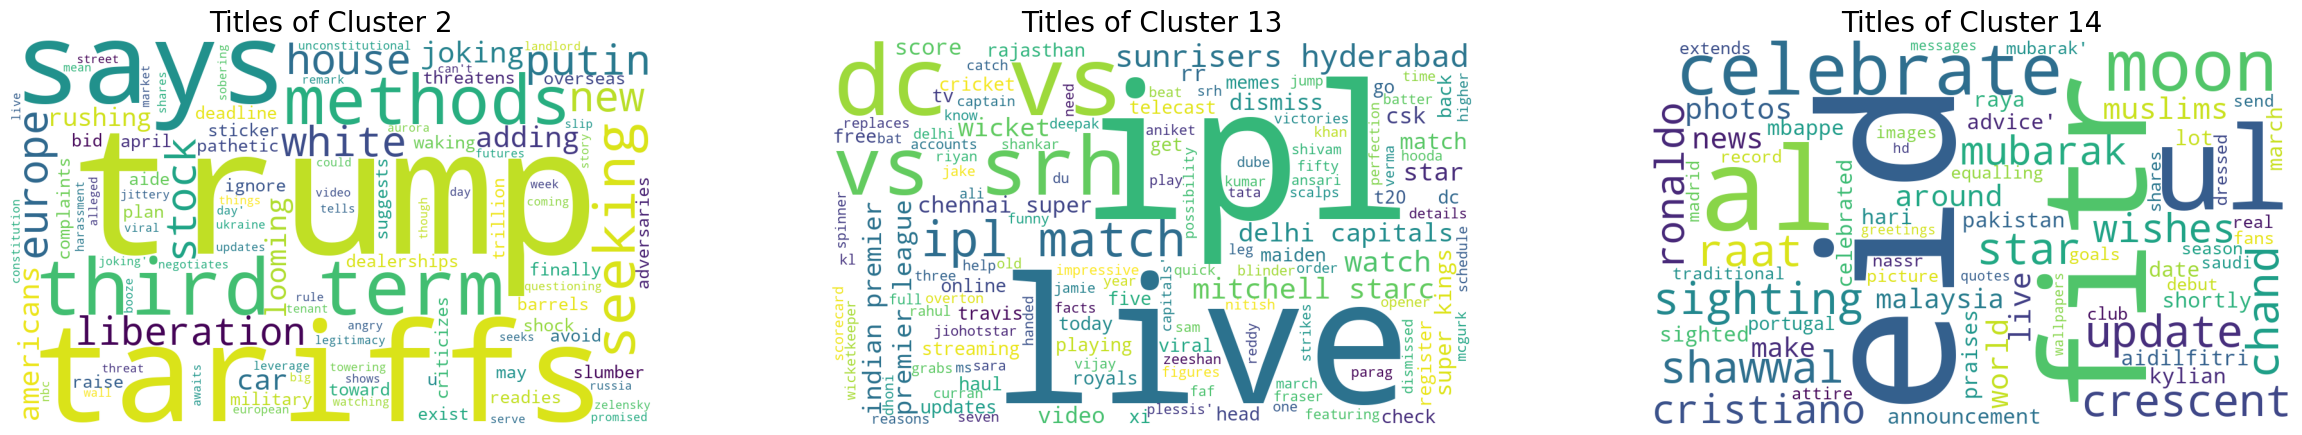 Titles of Cluster 2
says
trump
tariffs
third term
methods
white
house
putin
joking
unconstitutional
landlord
street
mean
market
shares
sobering
remark
can't
threatens
overseas
new
rushing
deadline
live
europe
bid
april
sticker
pathetic
aurora
waking
adding
slip
futures
story
stock
seeking
complaints
aide
jittery
plan
viral
alleged
harassment
ignore
things
day'
ukraine
updates
could
video
tells
looming
suggests
though
day
week
coming
trillion
adversaries
constitution
joking'
negotiates
dealerships
finally
questioning
barrels
americans
booze
rule
tenant
liberation
angry
legitimacy
criticizes
seeks
shock
avoid
threat
raise
nbc
wall
awaits
car
military
european
leverage
big
towering
shows
watching
toward
u
exist
may
readies
serve
slumber
russia
zelensky
promised
Titles of Cluster 13
dc vs
vs srh
ipl
live
ipl match
score
rajasthan
sunrisers hyderabad
catch
cricket
tv
captain
rr
memes
jump
go
time
need
beat
srh
telecast
dismiss
batter
back
higher
replaces
know
free
bat
delhi
wicket
deepak
aniket
get
victories
khan
csk
match
accounts
shankar
riyan
jake
dube
shivam
fifty
perfection
verma
hooda
star
ali
du
play
possibility
kumar
ansari
tata
scalps
t20
dc
details
spinner
kl
indian premier
premier league
chennai super
funny
leg
delhi capitals
maiden
watch
schedule
help
old
three
online
impressive
year
quick
blinder
order
mitchell starc
super kings
opener
scorecard
wicketkeeper
full
overton
rahul
jamie
capitals'
five
nitish
handed
travis
facts
jiohotstar
today
sam
reddy
strikes
streaming
playing
viral
zeeshan
parag
register
dismissed
mcgurk
dhoni
grabs
ms
sara
vijay
figures
haul
royals
faf
march
fraser
curran
updates
reasons
seven
video
xi
plessis'
head
one
featuring
check
Titles of Cluster 14
eid
al
fitr
ul
celebrate
moon
extends
messages
mubarak'
photos
raya
muslims
send
news
mbappe
images
hd
advice'
lot
ronaldo
madrid
record
mubarak
equalling
shares
dressed
march
celebrated
around
hari
greetings
pakistan
wishes
real
fans
raat
star
nassr
picture
quotes
goals
season
date
saudi
debut
traditional
sighting
malaysia
live
shortly
chand
sighted
portugal
make
praises
world
wallpapers
club
update
shawwal
aidilfitri
attire
kylian
cristiano
announcement
crescent